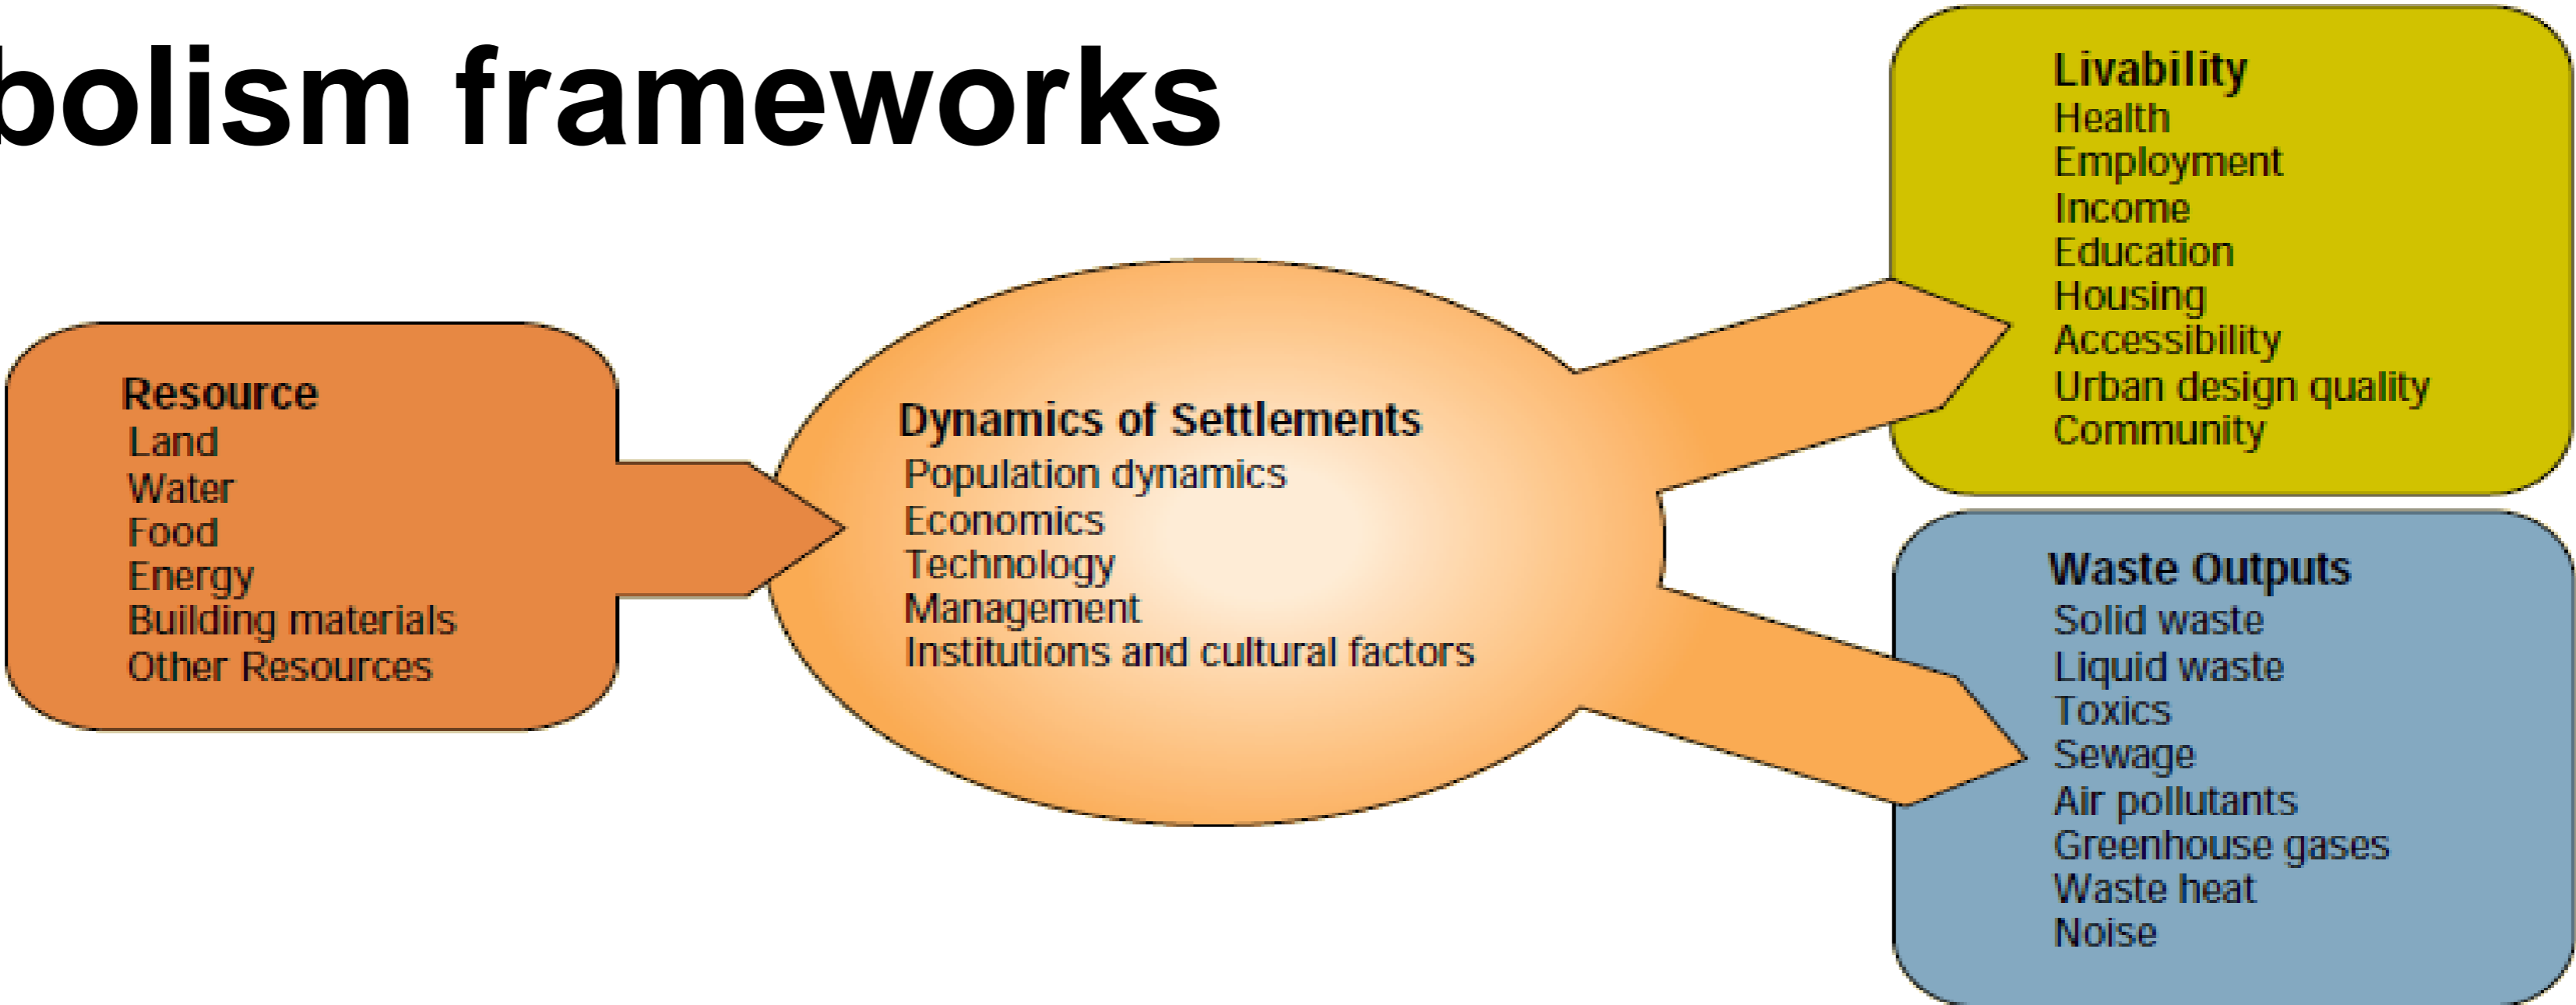 bolism frameworks
Resource
Land
Water
Food
Energy
Building materials
Other Resources
Dynamics of Settlements
Population dynamics
Economics
Technology
Management
Institutions and cultural factors
Livability
Health
Employment
Income
Education
Housing
Accessibility
Urban design quality
Community
Waste Outputs
Solid waste
Liquid waste
Toxics
Sewage
Air pollutants
Greenhouse gases
Waste heat
Noise